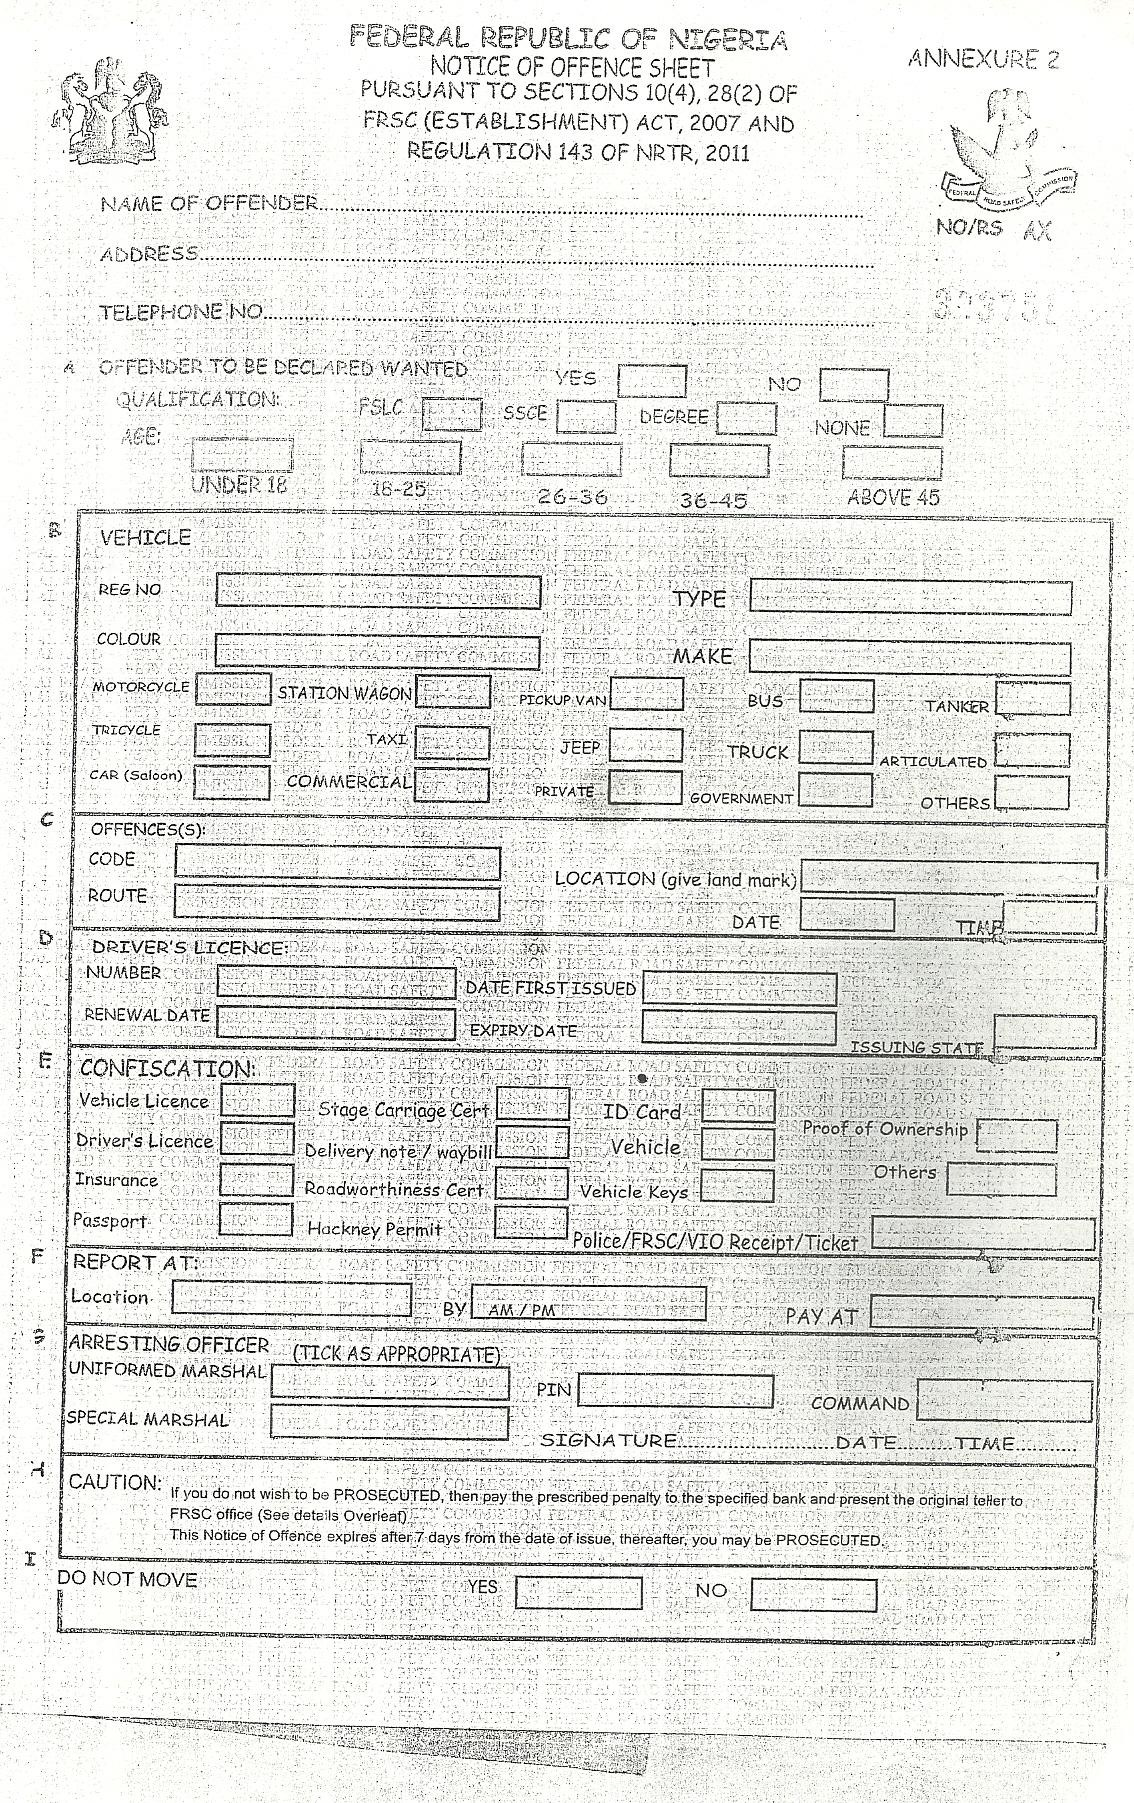 FEDERAL REPUBLIC OF NIGERIA
NOTICE OF OFFENCE SHEET
ANNEXURE 2
PURSUANT TO SECTIONS 10(4), 28(2) OF
FRSC (ESTABLISHMENT) ACT, 2007 AND
REGULATION 143 OF NRTR, 2011
FEDERAL ROAD SAFETY COMMISSION
NAME OF OFFENDER
NO/RS AX
ADDRESS
TELEPHONE NO
A OFFENDER TO BE DECLARED WANTED YES NO
QUALIFICATION: FSLC SSCE DEGREE NONE
AGE:
UNDER 18 18-25 26-36 36-45 ABOVE 45
B VEHICLE
REG NO TYPE
COLOUR MAKE
MOTORCYCLE STATION WAGON PICKUP VAN BUS TANKER
TRICYCLE TAXI JEEP TRUCK ARTICULATED
CAR (Saloon) COMMERCIAL PRIVATE GOVERNMENT OTHERS
C OFFENCES(S):
CODE LOCATION (give land mark)
ROUTE DATE TIME
D DRIVER'S LICENCE:
NUMBER DATE FIRST ISSUED
RENEWAL DATE EXPIRY DATE ISSUING STATE
E CONFISCATION:
Vehicle Licence Stage Carriage Cert ID Card Proof of Ownership
Driver's Licence Delivery note / waybill Vehicle Others
Insurance Roadworthiness Cert Vehicle Keys
Passport Hackney Permit Police/FRSC/VIO Receipt/Ticket
F REPORT AT:
Location BY AM / PM PAY AT
ARRESTING OFFICER (TICK AS APPROPRIATE)
UNIFORMED MARSHAL PIN COMMAND
SPECIAL MARSHAL SIGNATURE DATE TIME
H CAUTION: If you do not wish to be PROSECUTED, then pay the prescribed penalty to the specified bank and present the original teller to
FRSC office (See details Overleaf)
This Notice of Offence expires after 7 days from the date of issue, thereafter, you may be PROSECUTED.
I DO NOT MOVE YES NO